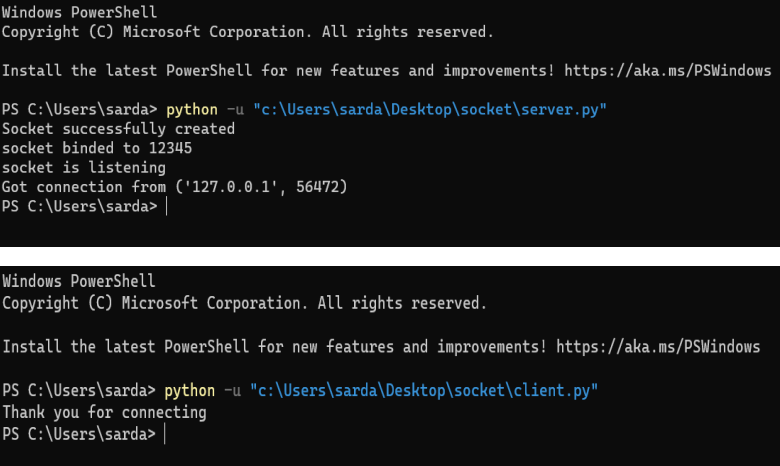 Windows PowerShell
Copyright (C) Microsoft Corporation. All rights reserved.
Install the latest PowerShell for new features and improvements! https://aka.ms/PSWindows
PS C:\Users\sarda> python -u "c:\Users\sarda\Desktop\socket\server.py"
Socket successfully created
socket binded to 12345
socket is listening
Got connection from ('127.0.0.1', 56472)
PS C:\Users\sarda>
Windows PowerShell
Copyright (C) Microsoft Corporation. All rights reserved.
Install the latest PowerShell for new features and improvements! https://aka.ms/PSWindows
PS C:\Users\sarda> python -u "c:\Users\sarda\Desktop\socket\client.py"
Thank you for connecting
PS C:\Users\sarda>